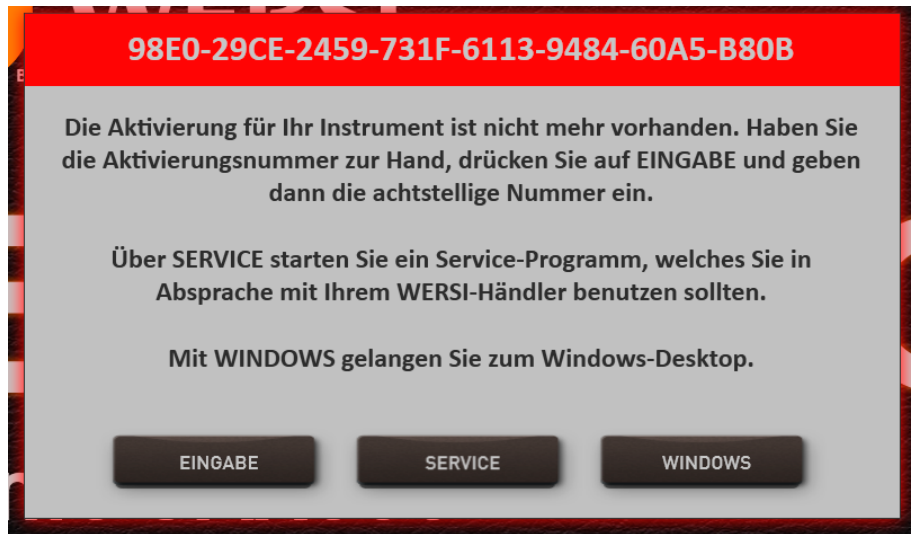 98E0-29CE-2459-731F-6113-9484-60A5-B80B
Die Aktivierung für Ihr Instrument ist nicht mehr vorhanden. Haben Sie
die Aktivierungsnummer zur Hand, drücken Sie auf EINGABE und geben
dann die achtstellige Nummer ein.
Über SERVICE starten Sie ein Service-Programm, welches Sie in
Absprache mit Ihrem WERSI-Händler benutzen sollten.
Mit WINDOWS gelangen Sie zum Windows-Desktop.
EINGABE
SERVICE
WINDOWS